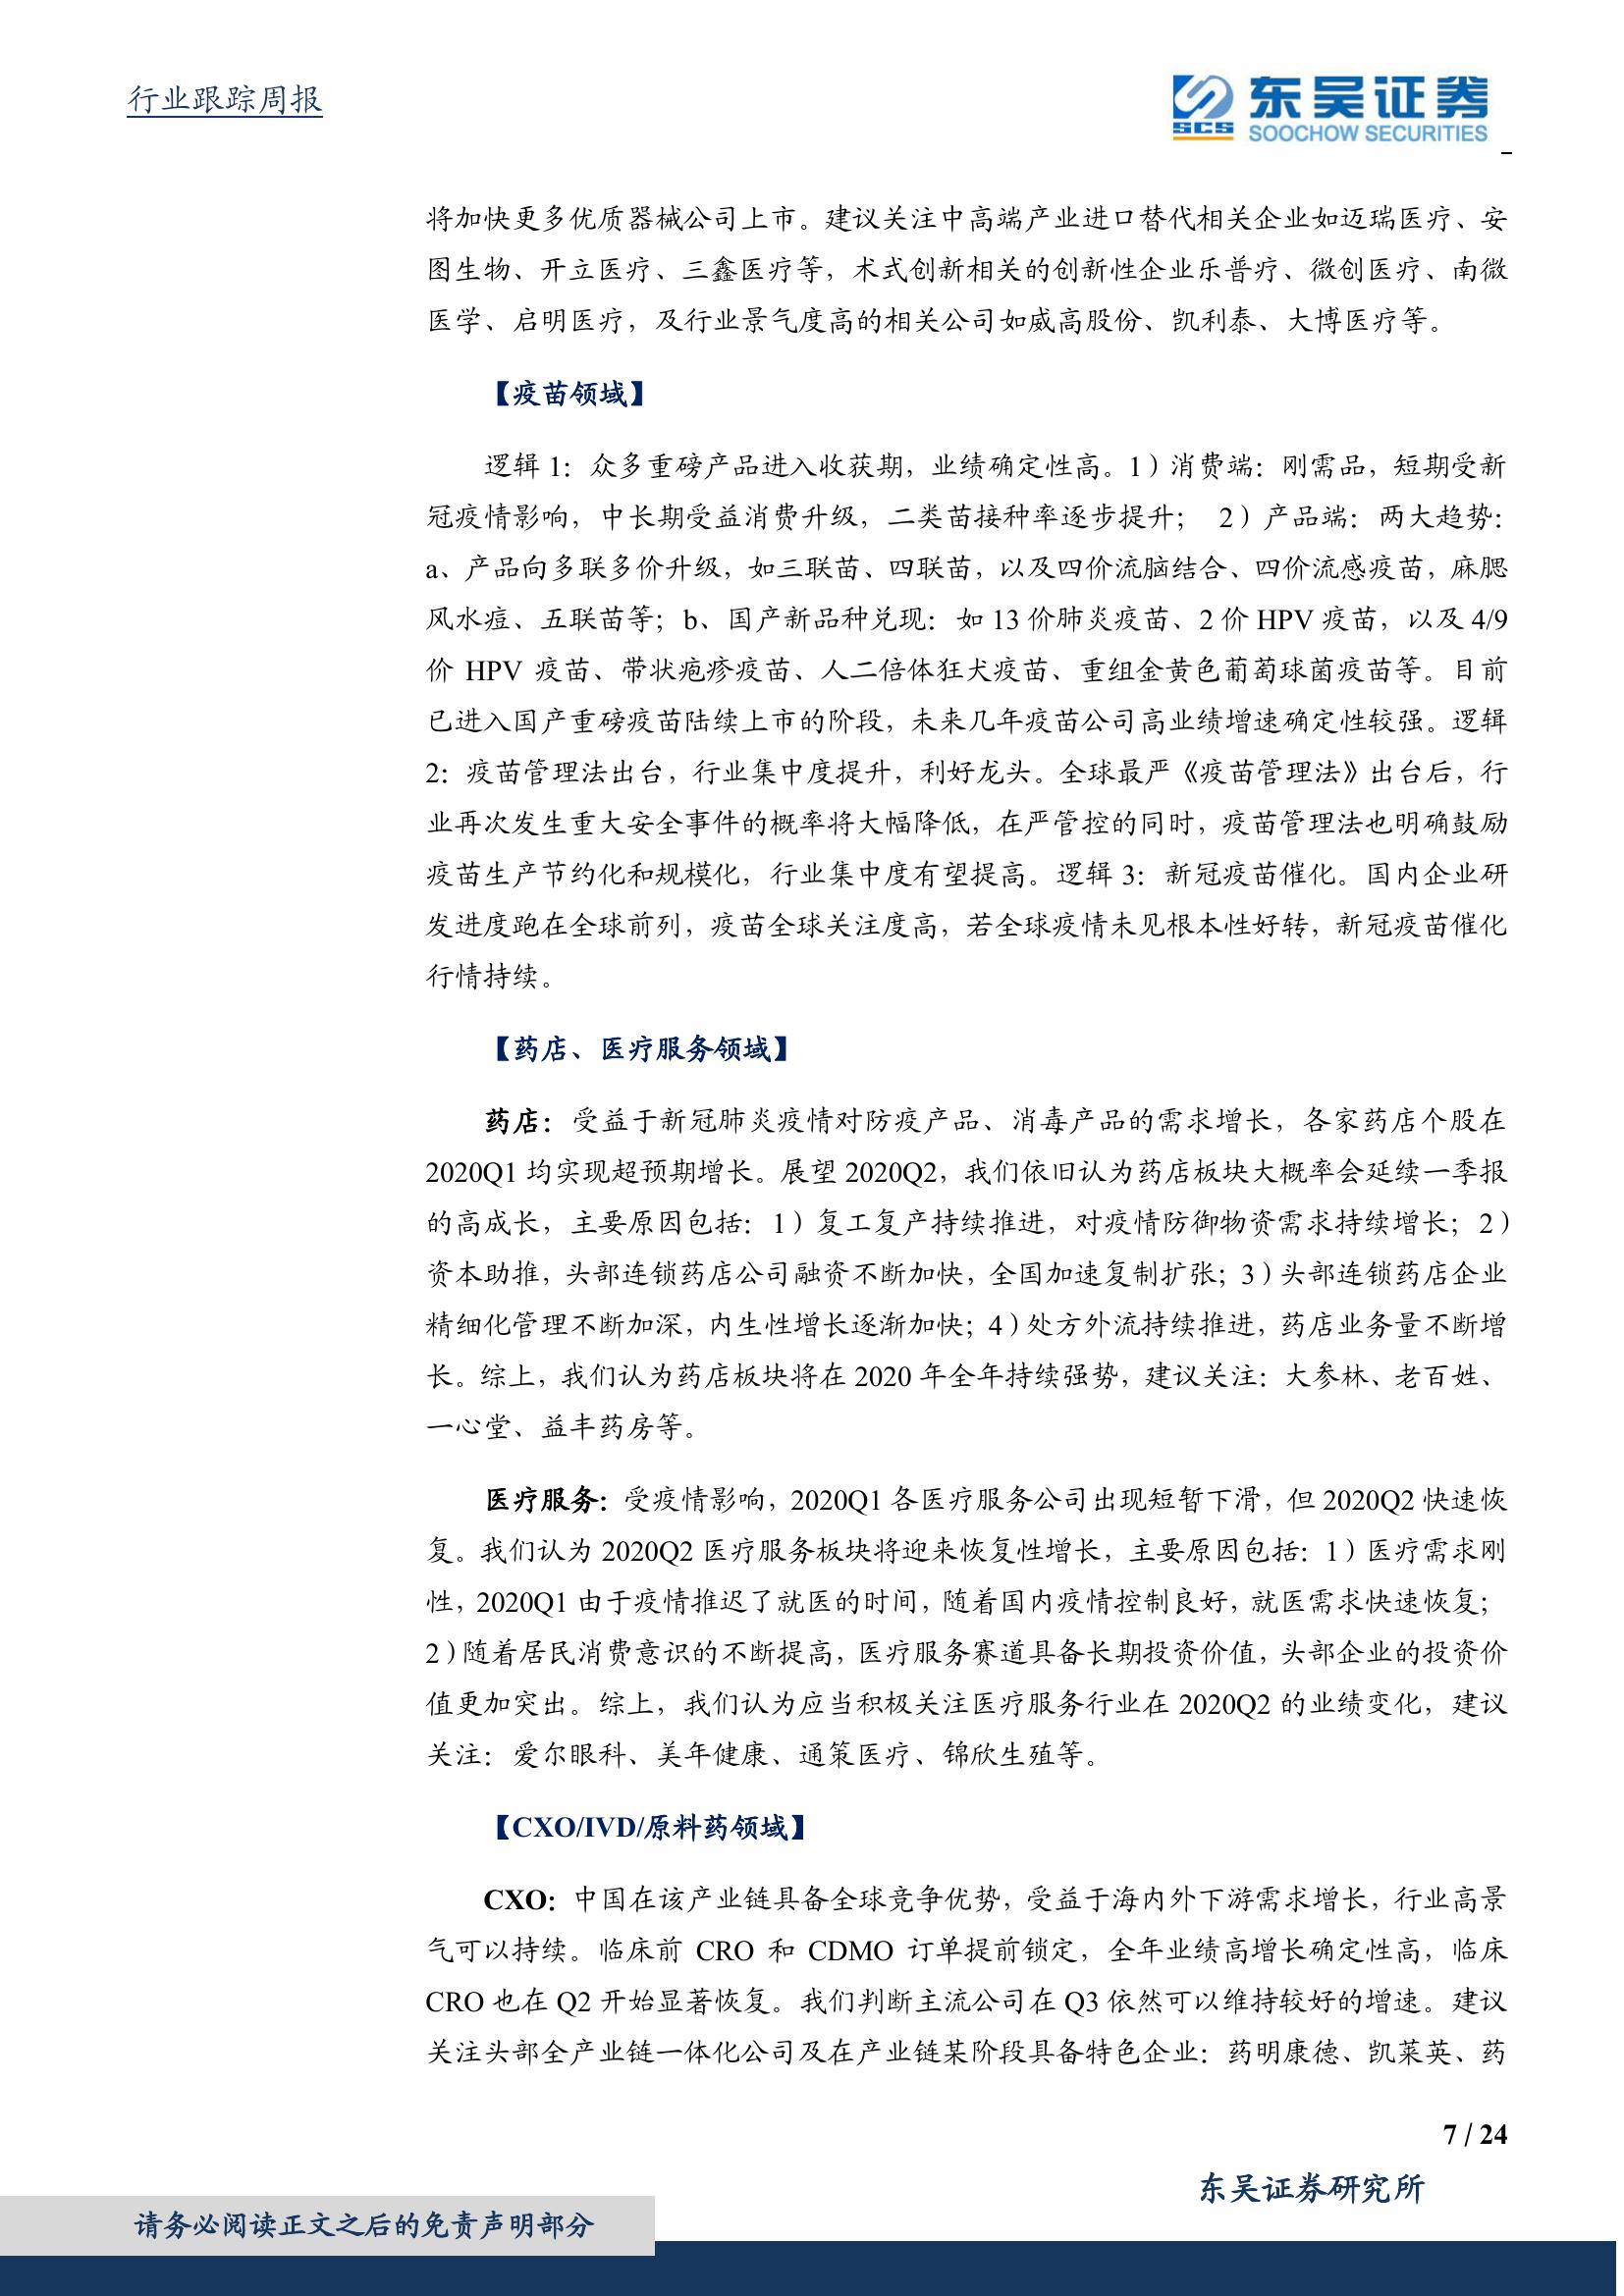 行业跟踪周报
东吴证券
SCS
SOOCHOW SECURITIES
将加快更多优质器械公司上市。建议关注中高端产业进口替代相关企业如迈瑞医疗、安
图生物、开立医疗、三鑫医疗等，术式创新相关的创新性企业乐普疗、微创医疗、南微
医学、启明医疗，及行业景气度高的相关公司如威高股份、凯利泰、大博医疗等。
【疫苗领域】
逻辑 1：众多重磅产品进入收获期，业绩确定性高。1）消费端：刚需品，短期受新
冠疫情影响，中长期受益消费升级，二类苗接种率逐步提升； 2）产品端：两大趋势：
a、产品向多联多价升级，如三联苗、四联苗，以及四价流脑结合、四价流感疫苗，麻腮
风水痘、五联苗等；b、国产新品种兑现：如 13 价肺炎疫苗、2 价 HPV 疫苗，以及 4/9
价 HPV 疫苗、带状疱疹疫苗、人二倍体狂犬疫苗、重组金黄色葡萄球菌疫苗等。目前
已进入国产重磅疫苗陆续上市的阶段，未来几年疫苗公司高业绩增速确定性较强。逻辑
2：疫苗管理法出台，行业集中度提升，利好龙头。全球最严《疫苗管理法》出台后，行
业再次发生重大安全事件的概率将大幅降低，在严管控的同时，疫苗管理法也明确鼓励
疫苗生产节约化和规模化，行业集中度有望提高。逻辑 3：新冠疫苗催化。国内企业研
发进度跑在全球前列，疫苗全球关注度高，若全球疫情未见根本性好转，新冠疫苗催化
行情持续。
【药店、医疗服务领域】
药店：受益于新冠肺炎疫情对防疫产品、消毒产品的需求增长，各家药店个股在
2020Q1 均实现超预期增长。展望 2020Q2，我们依旧认为药店板块大概率会延续一季报
的高成长，主要原因包括：1）复工复产持续推进，对疫情防御物资需求持续增长；2）
资本助推，头部连锁药店公司融资不断加快，全国加速复制扩张；3）头部连锁药店企业
精细化管理不断加深，内生性增长逐渐加快；4）处方外流持续推进，药店业务量不断增
长。综上，我们认为药店板块将在 2020 年全年持续强势，建议关注：大参林、老百姓、
一心堂、益丰药房等。
医疗服务：受疫情影响，2020Q1 各医疗服务公司出现短暂下滑，但 2020Q2 快速恢
复。我们认为 2020Q2 医疗服务板块将迎来恢复性增长，主要原因包括：1）医疗需求刚
性，2020Q1 由于疫情推迟了就医的时间，随着国内疫情控制良好，就医需求快速恢复；
2）随着居民消费意识的不断提高，医疗服务赛道具备长期投资价值，头部企业的投资价
值更加突出。综上，我们认为应当积极关注医疗服务行业在 2020Q2 的业绩变化，建议
关注：爱尔眼科、美年健康、通策医疗、锦欣生殖等。
【CXO/IVD/原料药领域】
CXO：中国在该产业链具备全球竞争优势，受益于海内外下游需求增长，行业高景
气可以持续。临床前 CRO 和 CDMO 订单提前锁定，全年业绩高增长确定性高，临床
CRO 也在 Q2 开始显著恢复。我们判断主流公司在 Q3 依然可以维持较好的增速。建议
关注头部全产业链一体化公司及在产业链某阶段具备特色企业：药明康德、凯莱英、药
7 / 24
东吴证券研究所
请务必阅读正文之后的免责声明部分